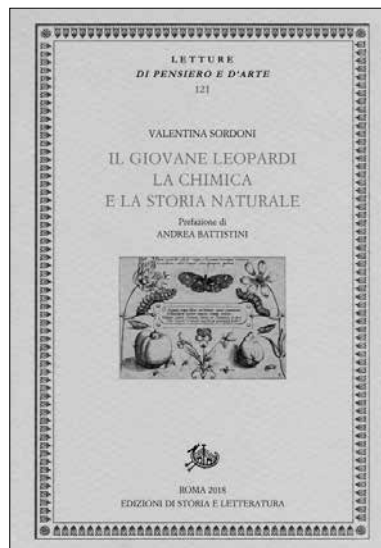 LETTURE
DI PENSIERO E D'ARTE
121
VALENTINA SORDONI
IL GIOVANE LEOPARDI
LA CHIMICA
E LA STORIA NATURALE
Prefazione di
ANDREA BATTISTINI
ROMA 2018
EDIZIONI DI STORIA E LETTERATURA